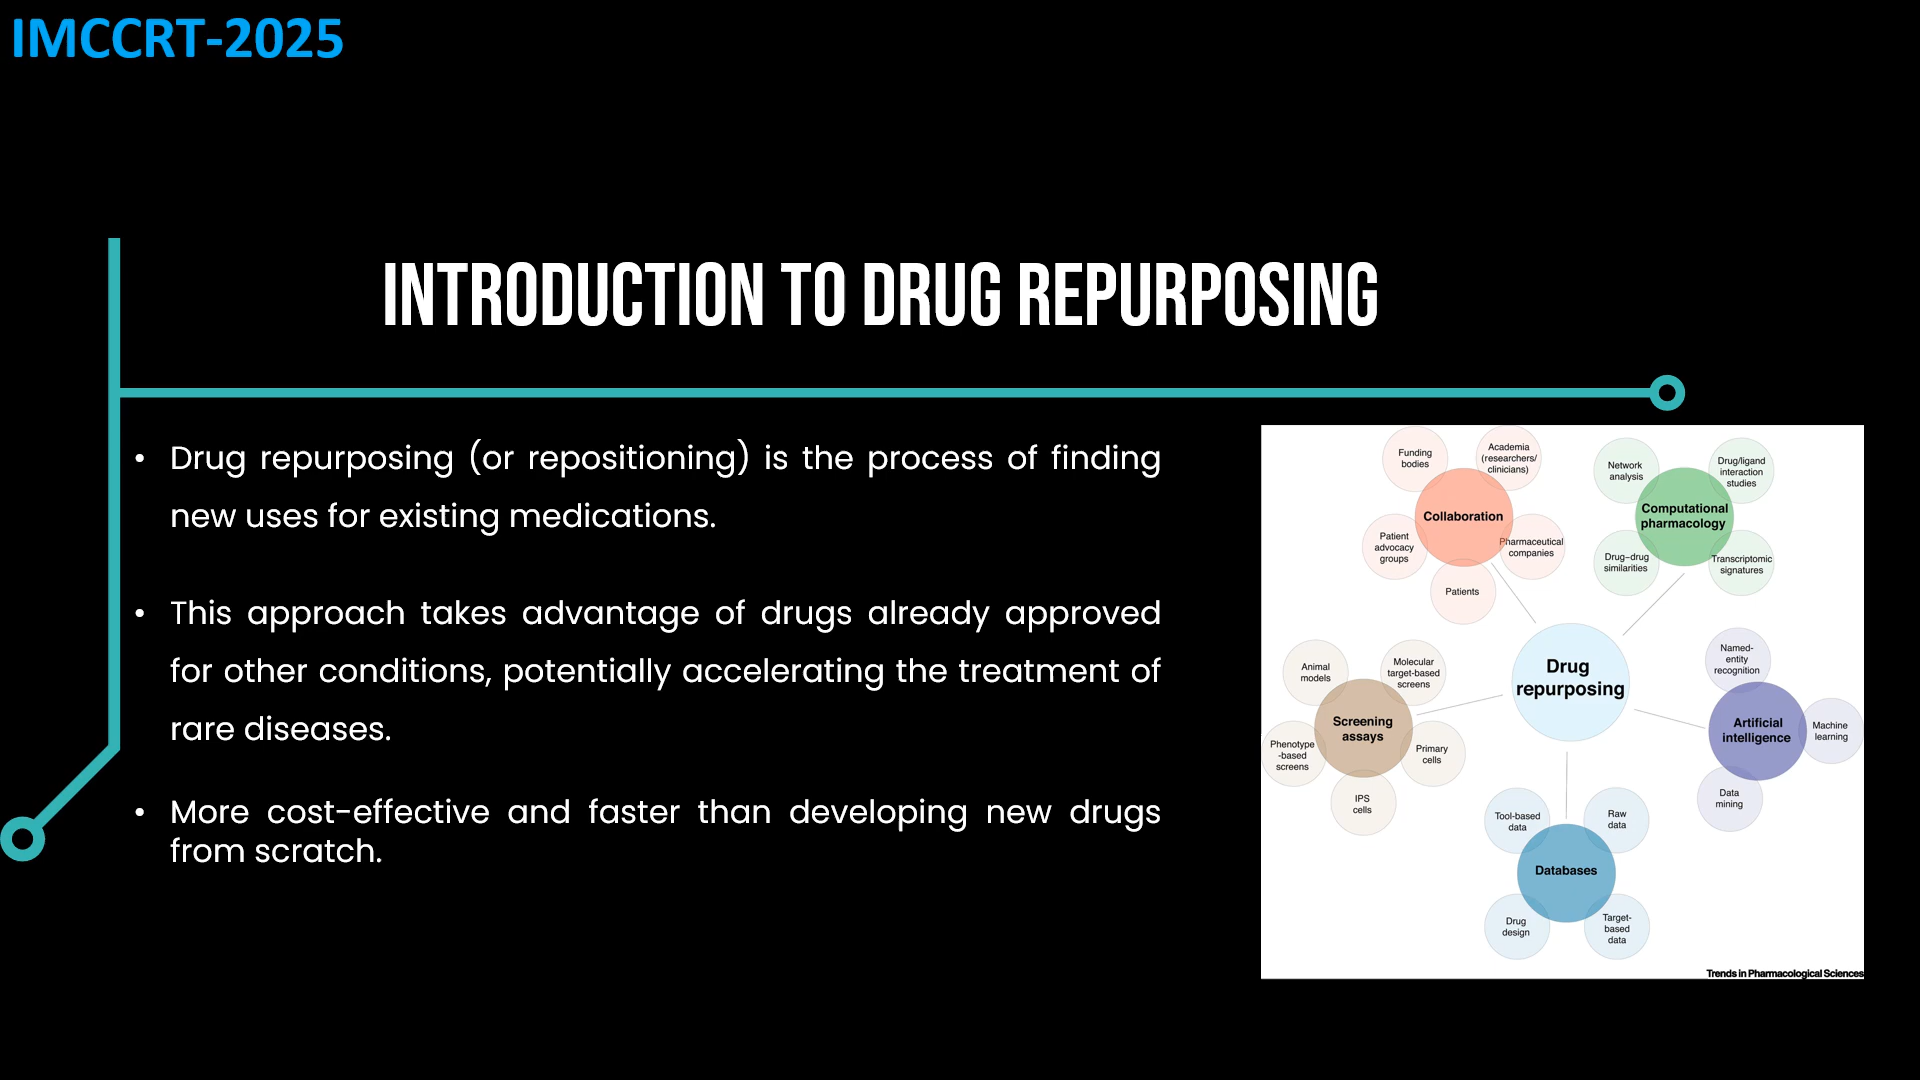 IMCCRT-2025
INTRODUCTION TO DRUG REPURPOSING
• Drug repurposing (or repositioning) is the process of finding
new uses for existing medications.
• This approach takes advantage of drugs already approved
for other conditions, potentially accelerating the treatment of
rare diseases.
• More cost-effective and faster than developing new drugs
from scratch.
Funding
bodies
Academia
(researchers/
clinicians)
Collaboration
Patient
advocacy
groups
Pharmaceutical
companies
Patients
Network
analysis
Drug/ligand
interaction
studies
Computational
pharmacology
Drug–drug
similarities
Transcriptomic
signatures
Drug
repurposing
Animal
models
Molecular
target-based
screens
Screening
assays
Phenotype
-based
screens
Primary
cells
IPS
cells
Named-
entity
recognition
Artificial
intelligence
Machine
learning
Data
mining
Tool-based
data
Raw
data
Databases
Drug
design
Target-
based
data
Trends in Pharmacological Sciences